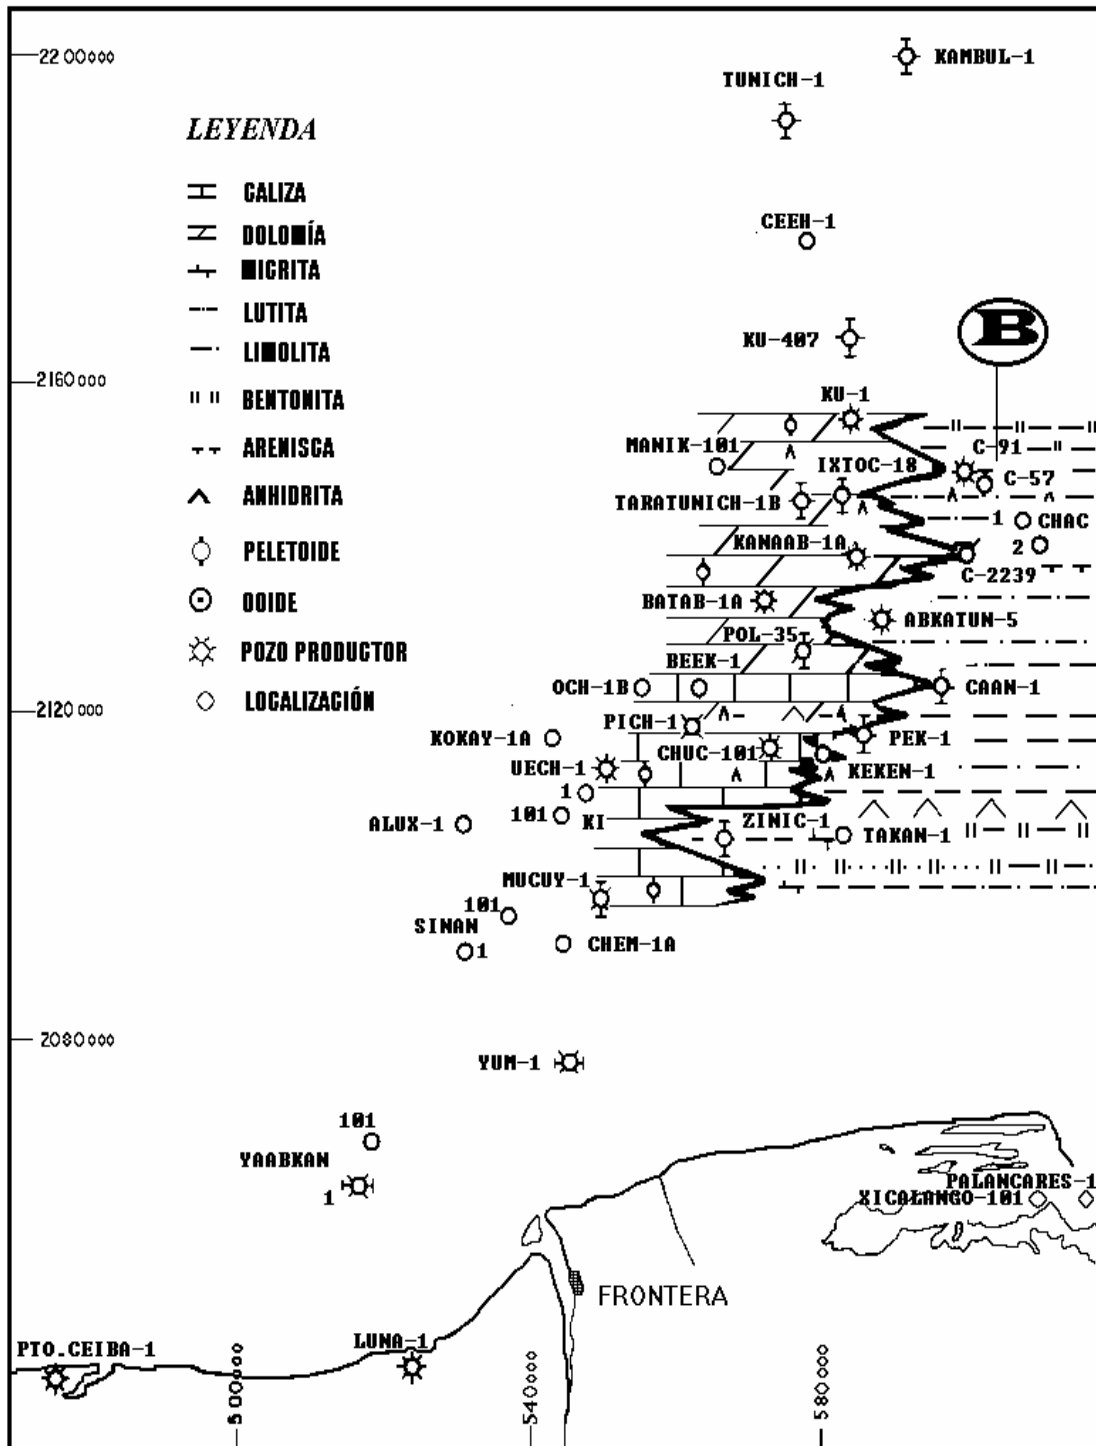 2200000
KAMBUL-1
TUNICH-1
LEYENDA
CALIZA
CEEH-1
DOLOMÍA
MICRITA
LUTITA
B
KU-407
LIMOLITA
2160000
BENTONITA
KU-1
MANIK-101
C-91
ARENISCA
IXTOC-18
C-57
ANHIDRITA
TARATUNICH-1B
1
CHAC
KANAAB-1A
2
PELETOIDE
C-2239
OOIDE
BATAB-1A
ABKATUN-5
POL-35
POZO PRODUCTOR
BEEK-1
OCH-1B
CAAN-1
LOCALIZACIÓN
2120000
PICH-1
KOKAY-1A
PEK-1
CHUC-101
UECH-1
KEKEN-1
1
101
KI
ZINIC-1
ALUX-1
TAKAN-1
MUCUY-1
101
SINAN
1
CHEM-1A
2080000
YUM-1
101
YAABKAN
1
PALANCARES-1
XICALANGO-101
FRONTERA
PTO.CEIBA-1
LUNA-1
500000
540000
580000